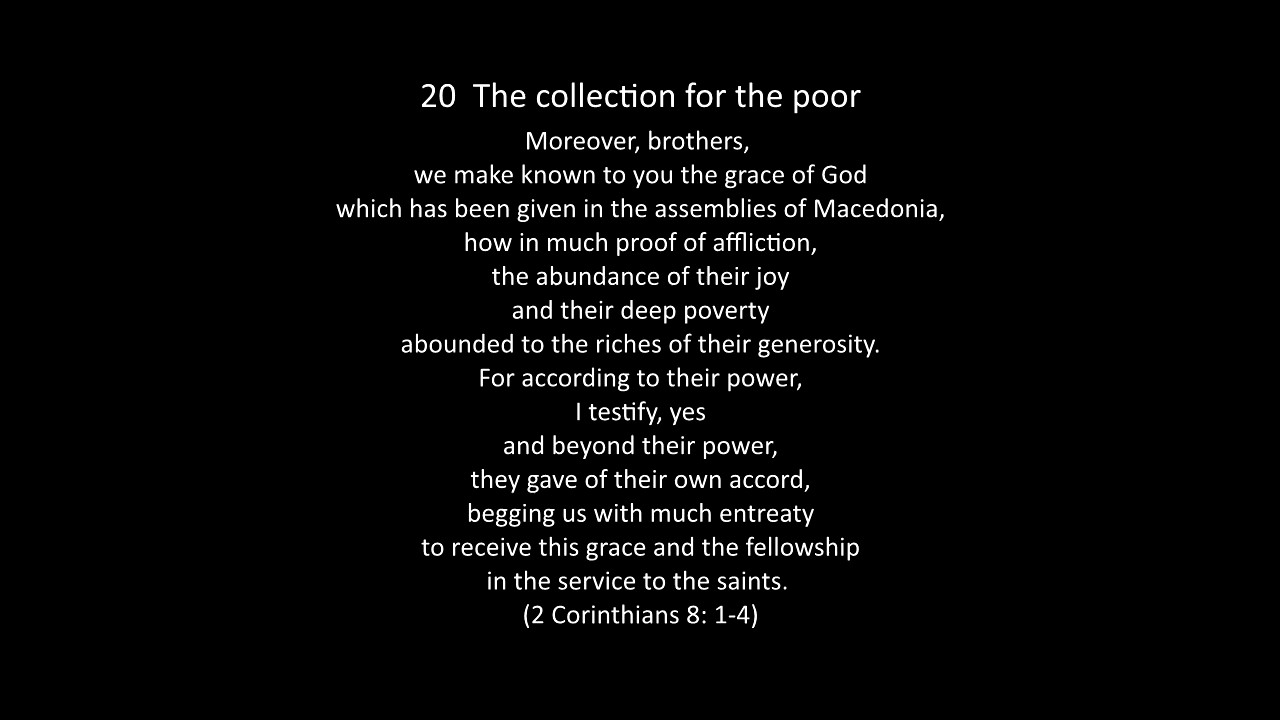 20  The collection for the poor
Moreover, brothers,
we make known to you the grace of God
which has been given in the assemblies of Macedonia,
how in much proof of affliction,
the abundance of their joy
and their deep poverty
abounded to the riches of their generosity.
For according to their power,
I testify, yes
and beyond their power,
they gave of their own accord,
begging us with much entreaty
to receive this grace and the fellowship
in the service to the saints.
(2 Corinthians 8: 1-4)